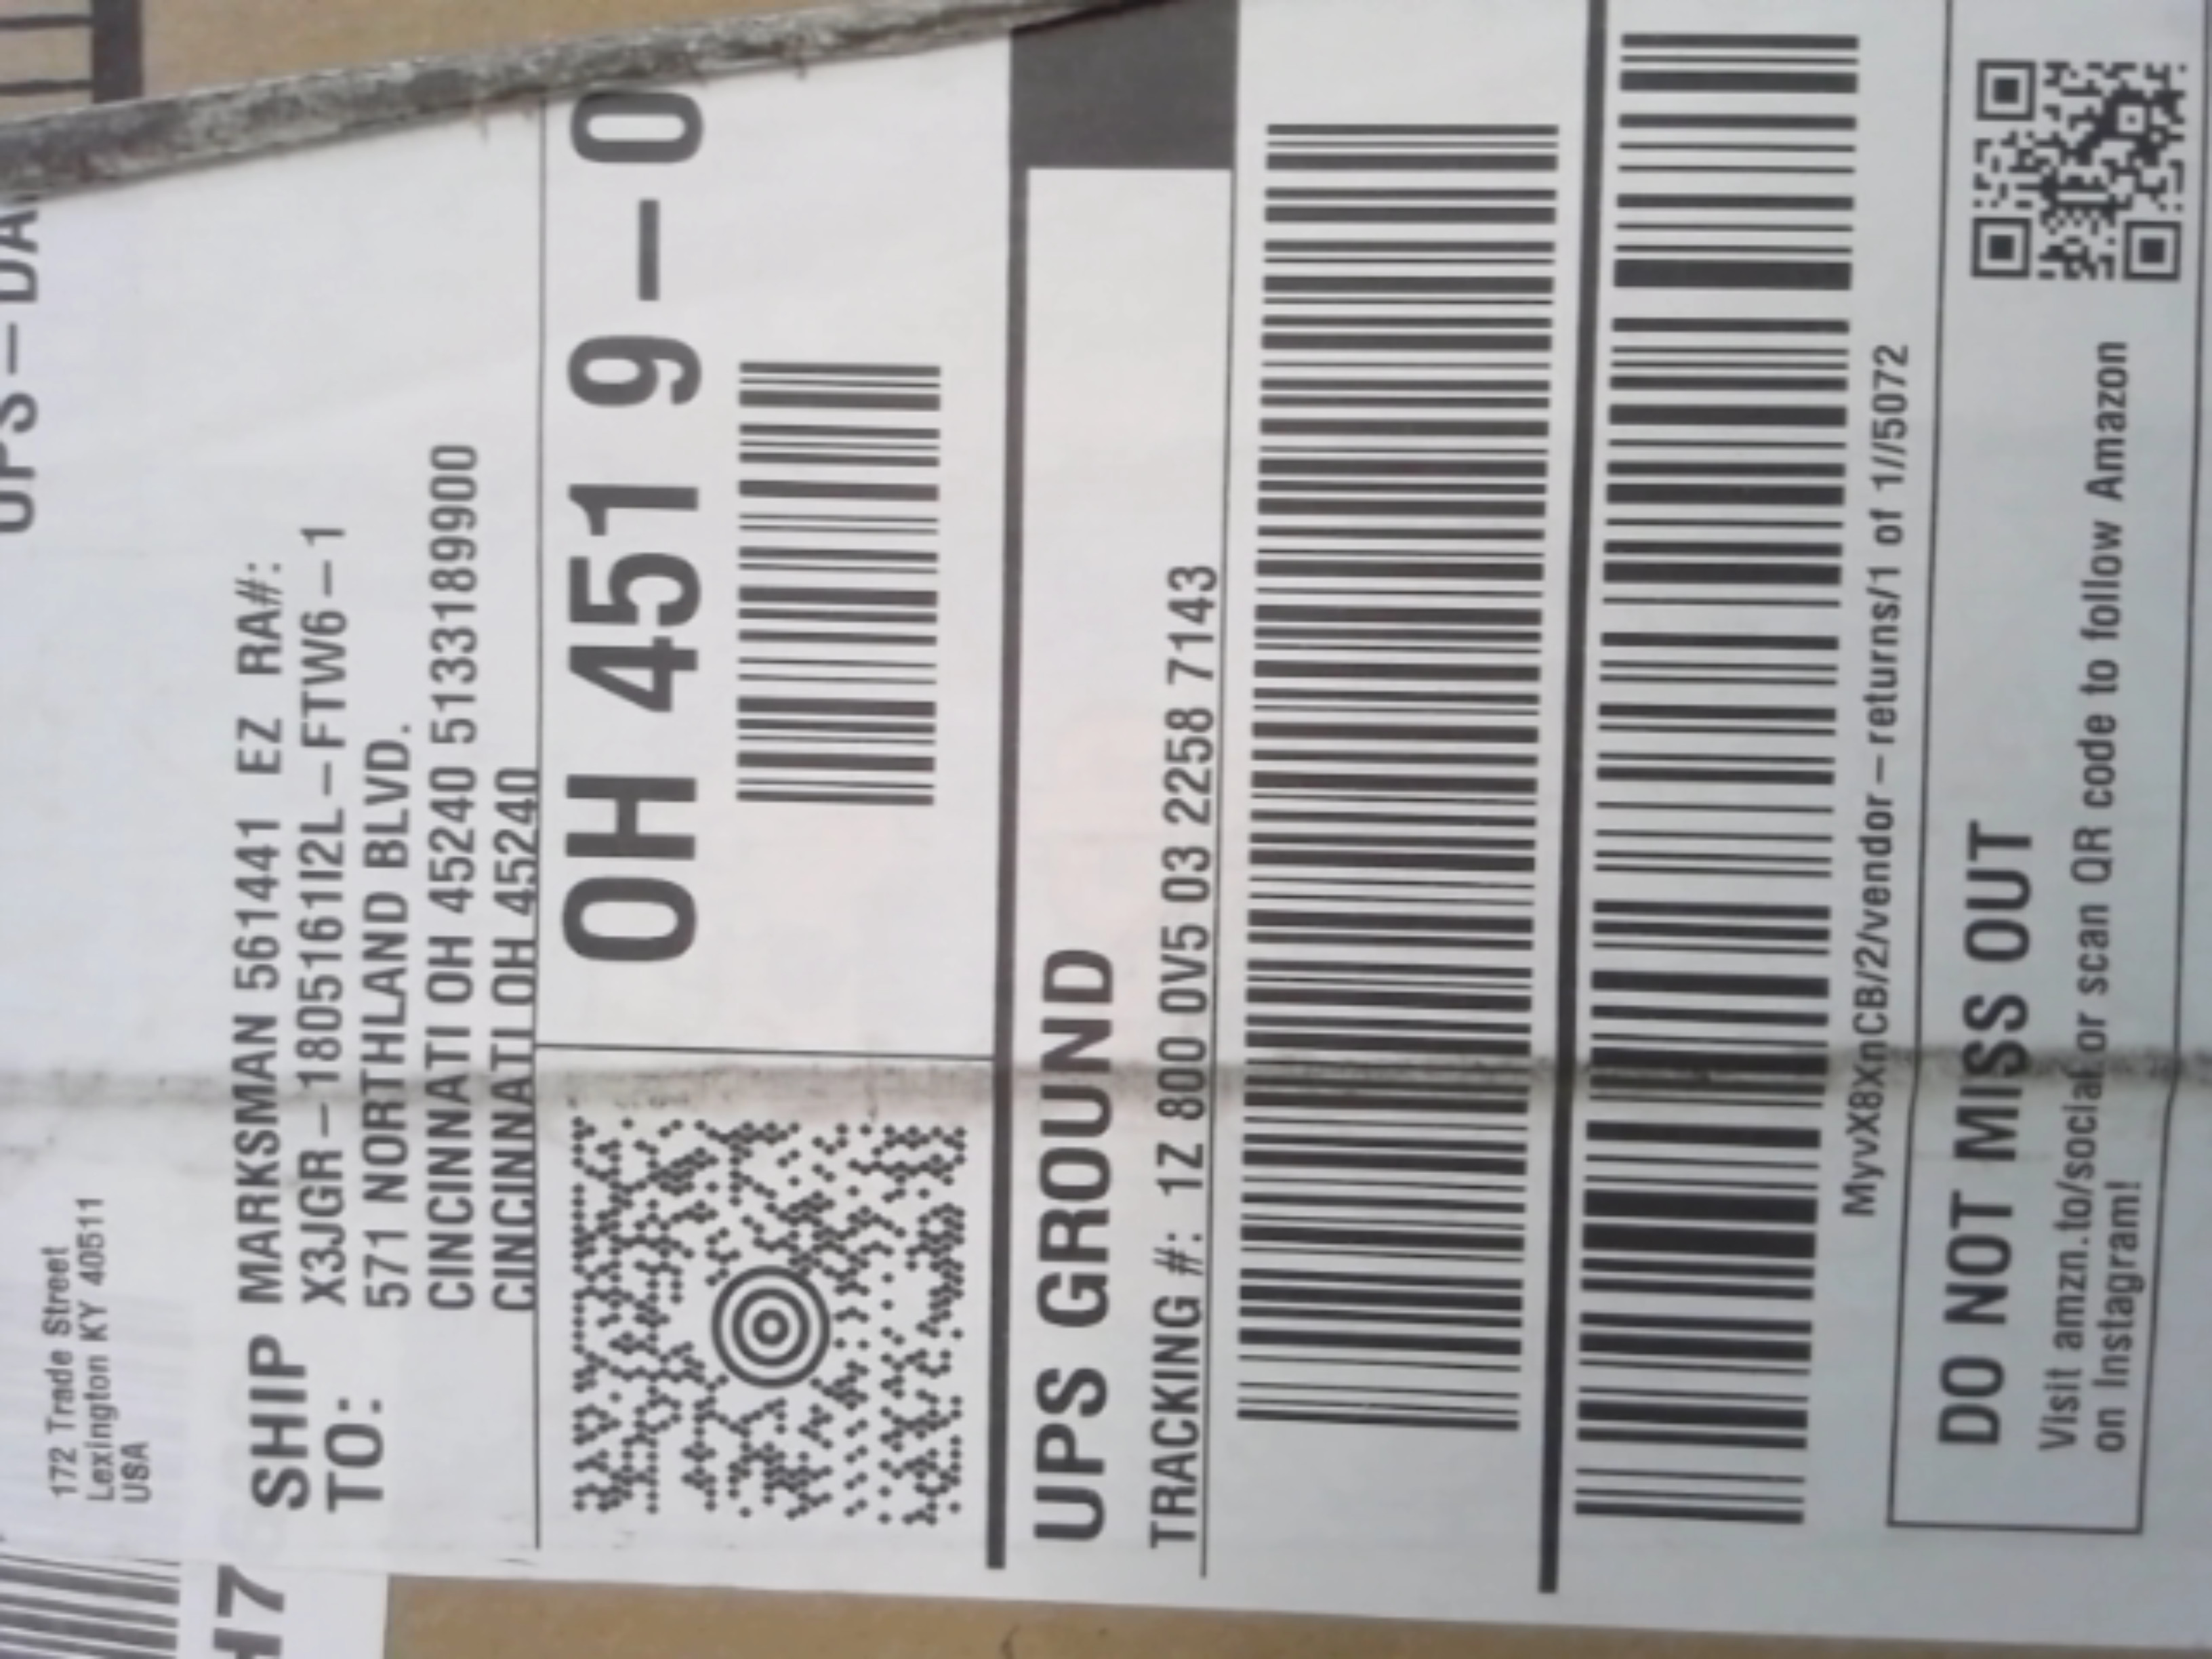 172 Trade Street
Lexington KY 40511
USA
SHIP TO:
MARKSMAN 561441 EZ RA#:
X3JGR-1805161I2L-FTW6-1
571 NORTHLAND BLVD.
CINCINNATI OH 45240 5133189900
CINCINNATI OH 45240
OH 451 9-0
UPS GROUND
TRACKING #: 1Z 800 0V5 03 2258 7143
MyvX8XnCB/2/vendor-returns/1 of 1//5072
DO NOT MISS OUT
Visit amzn.to/social or scan QR code to follow Amazon
on Instagram!
H7